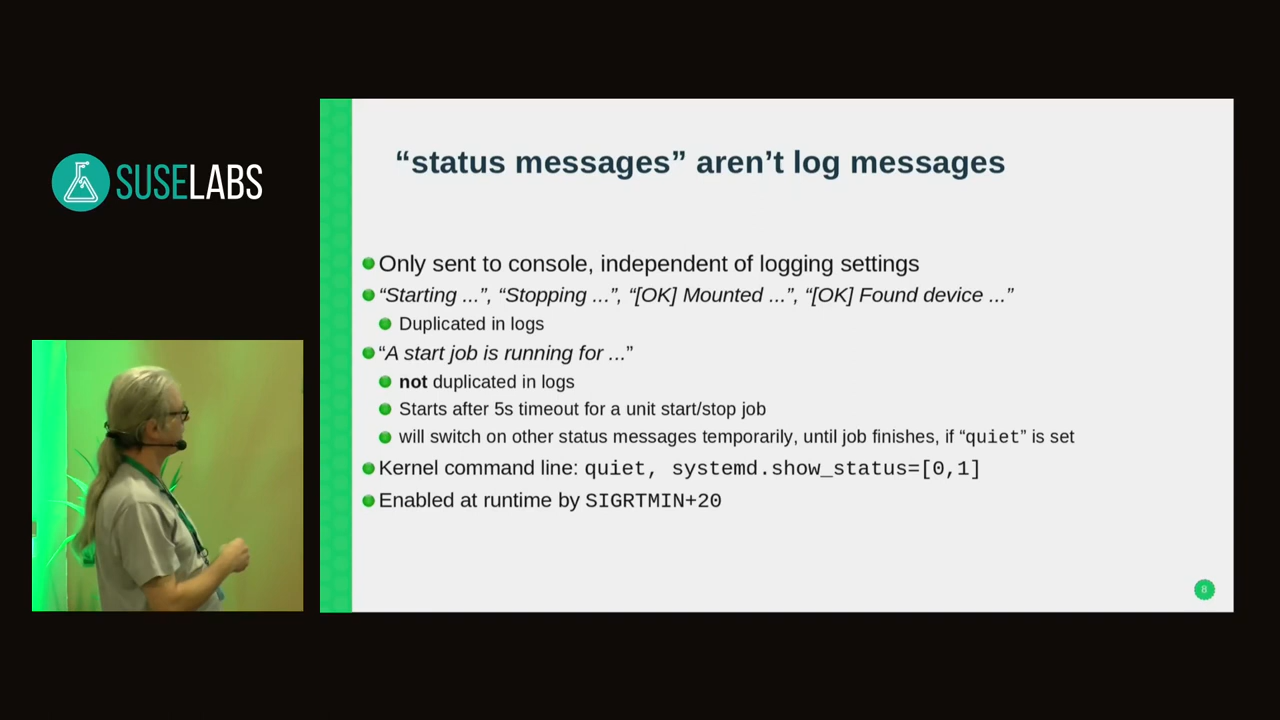 SUSELABS
“status messages” aren’t log messages
Only sent to console, independent of logging settings
“Starting ...”, “Stopping ...”, “[OK] Mounted ...”, “[OK] Found device ...”
Duplicated in logs
“A start job is running for ...”
not duplicated in logs
Starts after 5s timeout for a unit start/stop job
will switch on other status messages temporarily, until job finishes, if “quiet” is set
Kernel command line: quiet, systemd.show_status=[0,1]
Enabled at runtime by SIGRTMIN+20
8